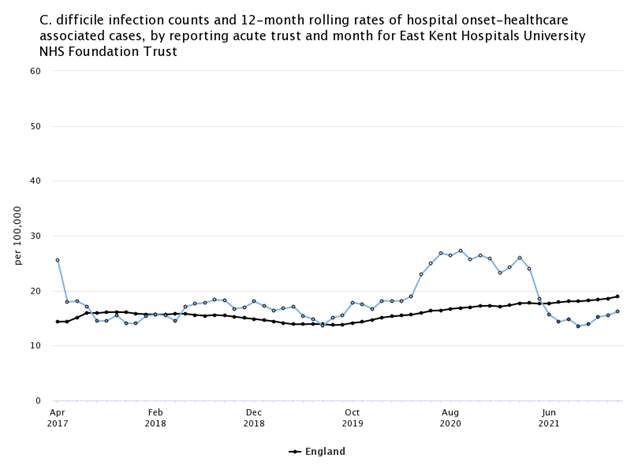 C. difficile infection counts and 12-month rolling rates of hospital onset-healthcare
associated cases, by reporting acute trust and month for East Kent Hospitals University
NHS Foundation Trust
60
50
40
30
20
10
0
per 100,000
Apr
2017
Feb
2018
Dec
2018
Oct
2019
Aug
2020
Jun
2021
England